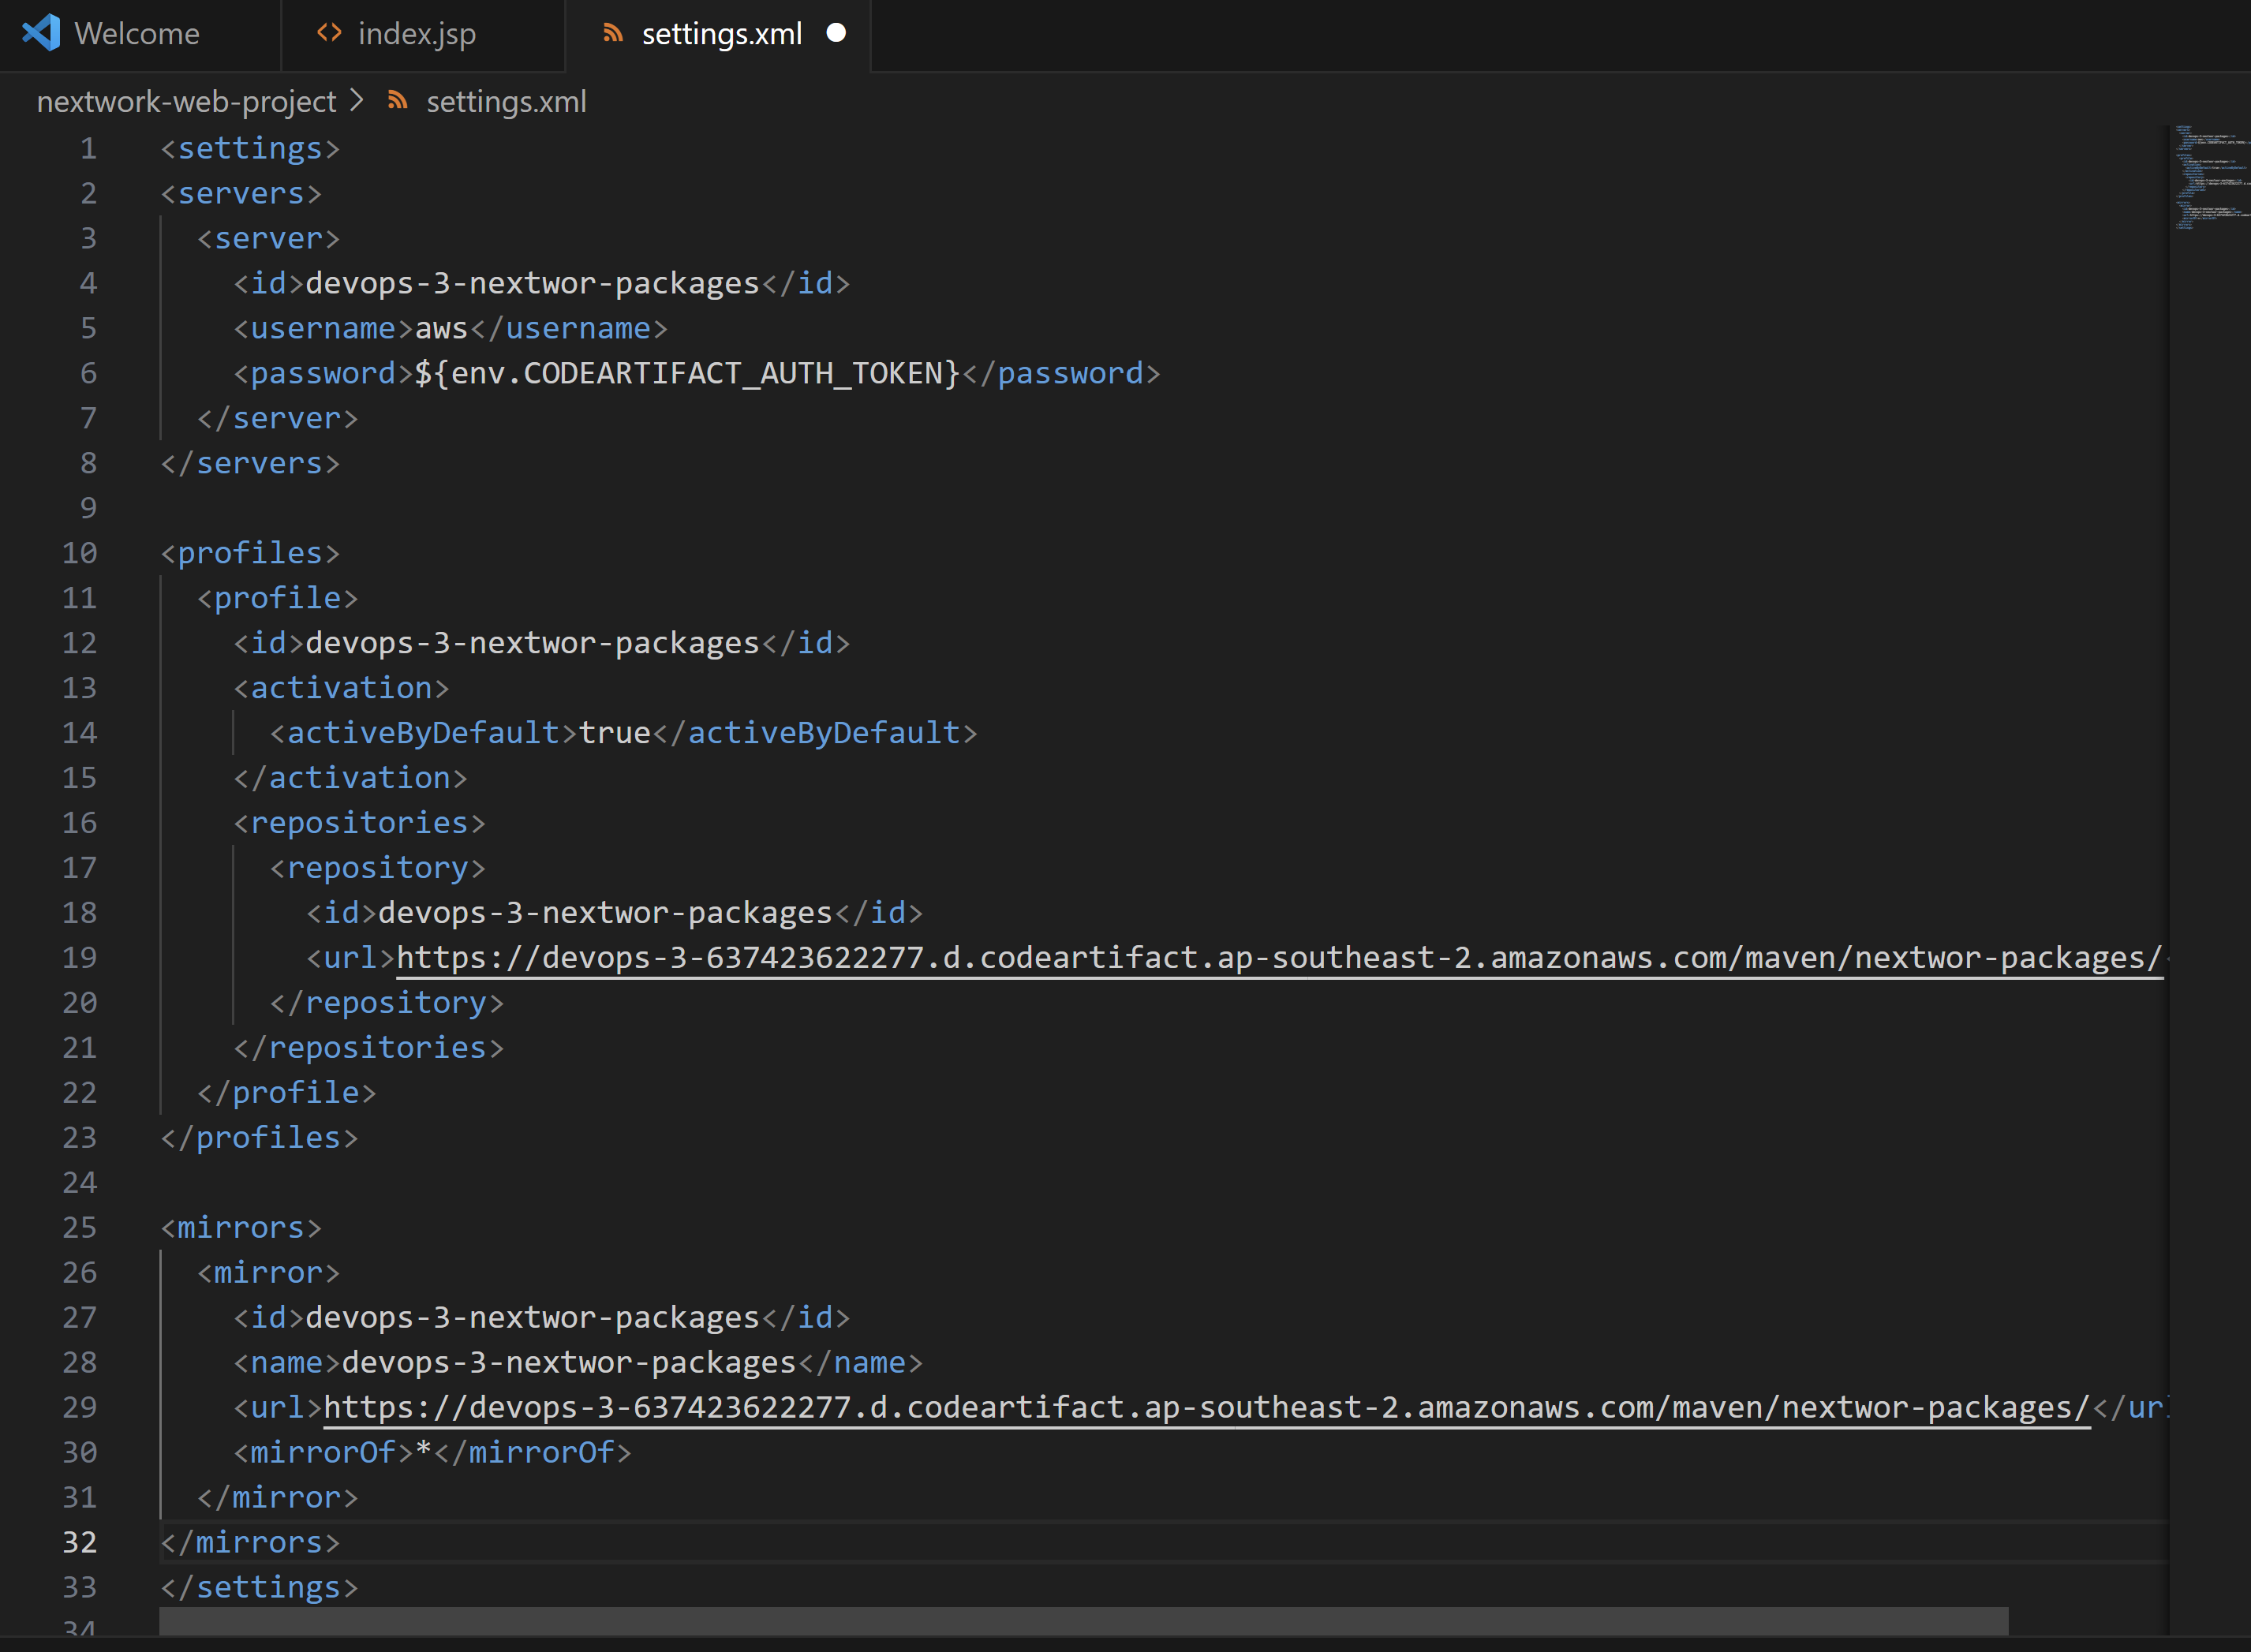 Welcome
index.jsp
settings.xml
nextwork-web-project > settings.xml
1 <settings>
2 <servers>
3 <server>
4 <id>devops-3-nextwor-packages</id>
5 <username>aws</username>
6 <password>${env.CODEARTIFACT_AUTH_TOKEN}</password>
7 </server>
8 </servers>
9
10 <profiles>
11 <profile>
12 <id>devops-3-nextwor-packages</id>
13 <activation>
14 <activeByDefault>true</activeByDefault>
15 </activation>
16 <repositories>
17 <repository>
18 <id>devops-3-nextwor-packages</id>
19 <url>https://devops-3-637423622277.d.codeartifact.ap-southeast-2.amazonaws.com/maven/nextwor-packages/
20 </repository>
21 </repositories>
22 </profile>
23 </profiles>
24
25 <mirrors>
26 <mirror>
27 <id>devops-3-nextwor-packages</id>
28 <name>devops-3-nextwor-packages</name>
29 <url>https://devops-3-637423622277.d.codeartifact.ap-southeast-2.amazonaws.com/maven/nextwor-packages/</url
30 <mirrorOf>*</mirrorOf>
31 </mirror>
32 </mirrors>
33 </settings>
34